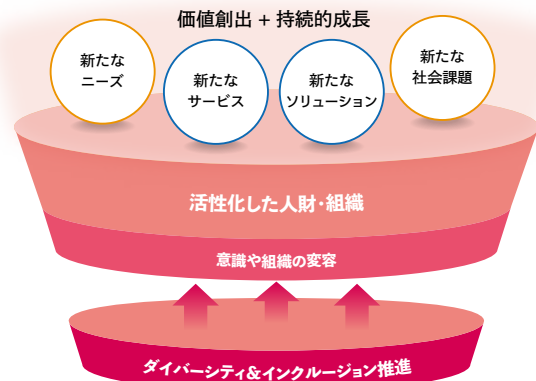 価値創出 + 持続的成長
新たな
ニーズ
新たな
サービス
新たな
ソリューション
新たな
社会課題
活性化した人財・組織
意識や組織の変容
ダイバーシティ&インクルージョン推進